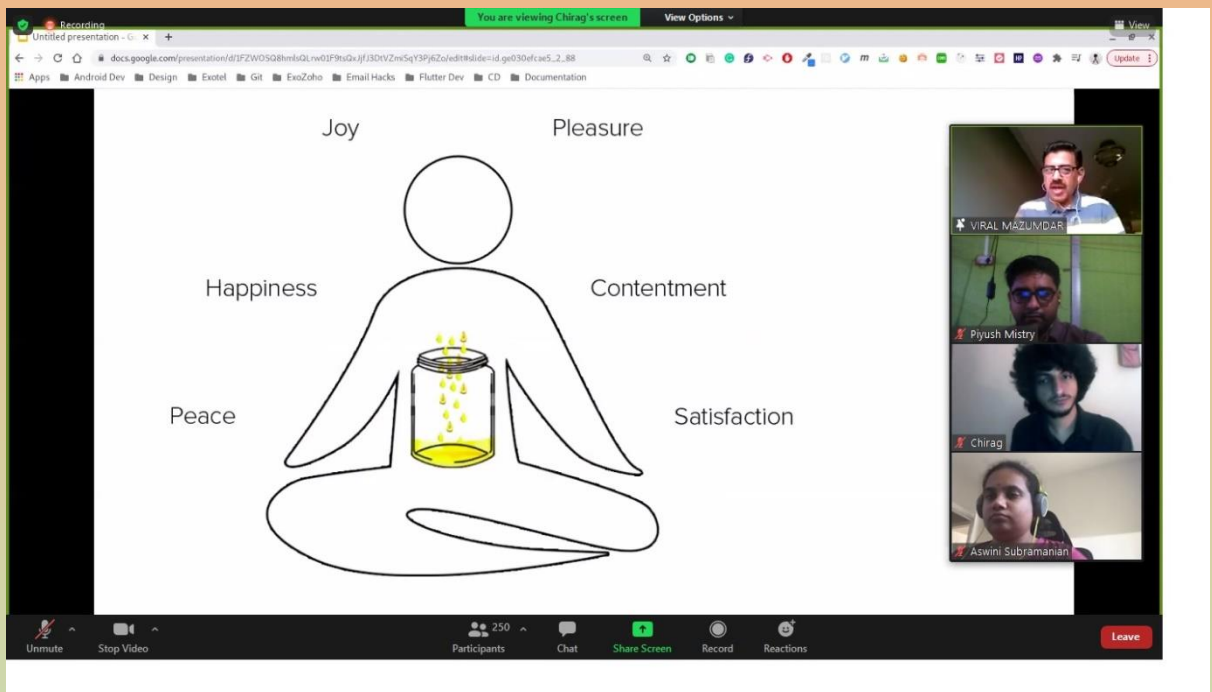 Recording
You are viewing Chirag's screen
View Options
View
Untitled presentation - G
docs.google.com/presentation/d/1FZWOSQ8hmlsQLrw01F9tsQxJjfJ3DtVZmi5qY3Pj6Zo/edit#slide=id.ge030efcae5_2_88
Update
Apps Android Dev Design Exotel Git ExoZoho Email Hacks Flutter Dev CD Documentation
Joy Pleasure
Happiness Contentment
Peace Satisfaction
VIRAL MAZUMDAR
Piyush Mistry
Chirag
Aswini Subramanian
Unmute Stop Video Participants 250 Chat Share Screen Record Reactions Leave